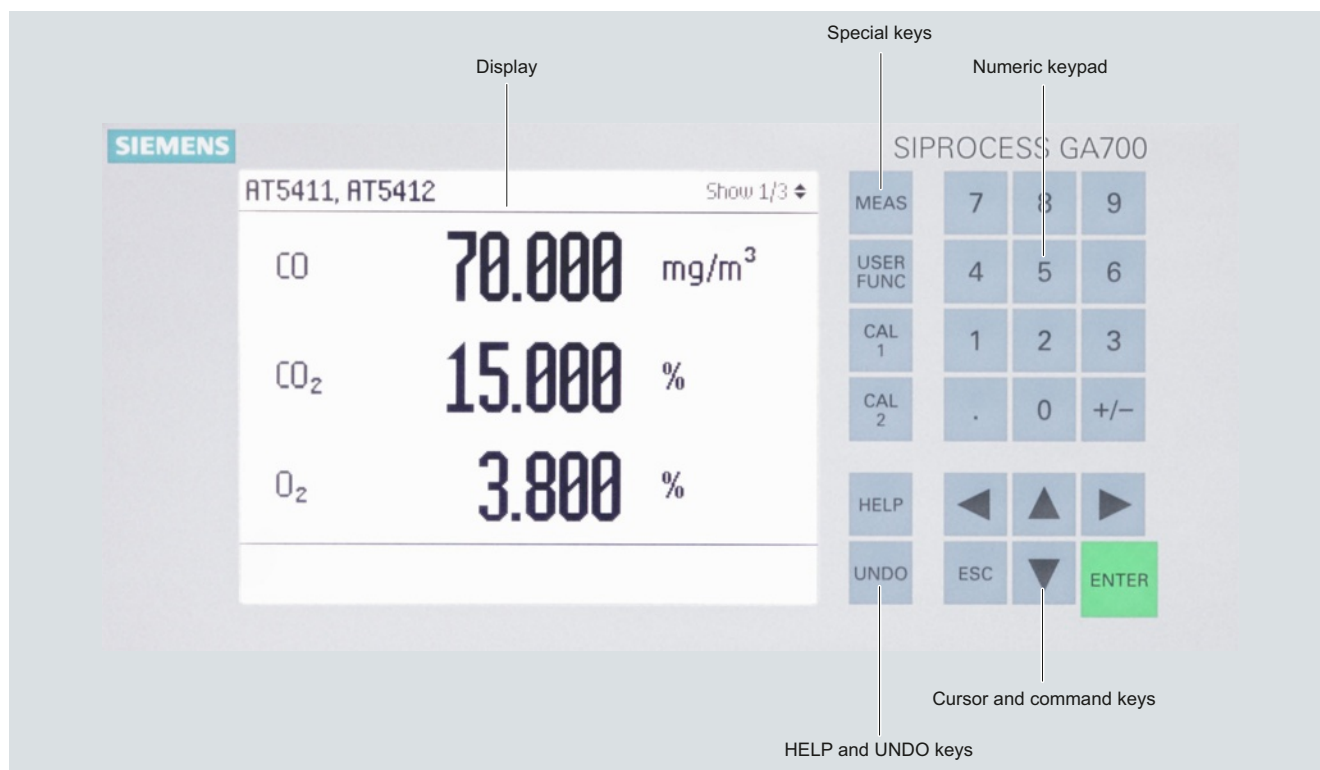 Special keys
Display
Numeric keypad
SIEMENS
SIPROCESS GA700
AT5411, AT5412
Show 1/3
MEAS
7
8
9
CO
70.000
mg/m³
USER
FUNC
4
5
6
CAL
1
1
2
3
CO₂
15.000
%
CAL
2
.
0
+/–
O₂
3.800
%
HELP
UNDO
ESC
ENTER
Cursor and command keys
HELP and UNDO keys